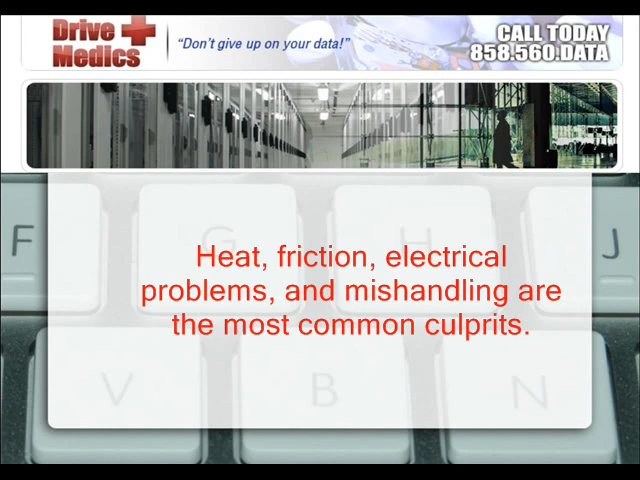 Drive
Medics
"Don't give up on your data!"
CALL TODAY
858.560.DATA
F
G
H
J
Heat, friction, electrical
problems, and mishandling are
the most common culprits.
V
B
N